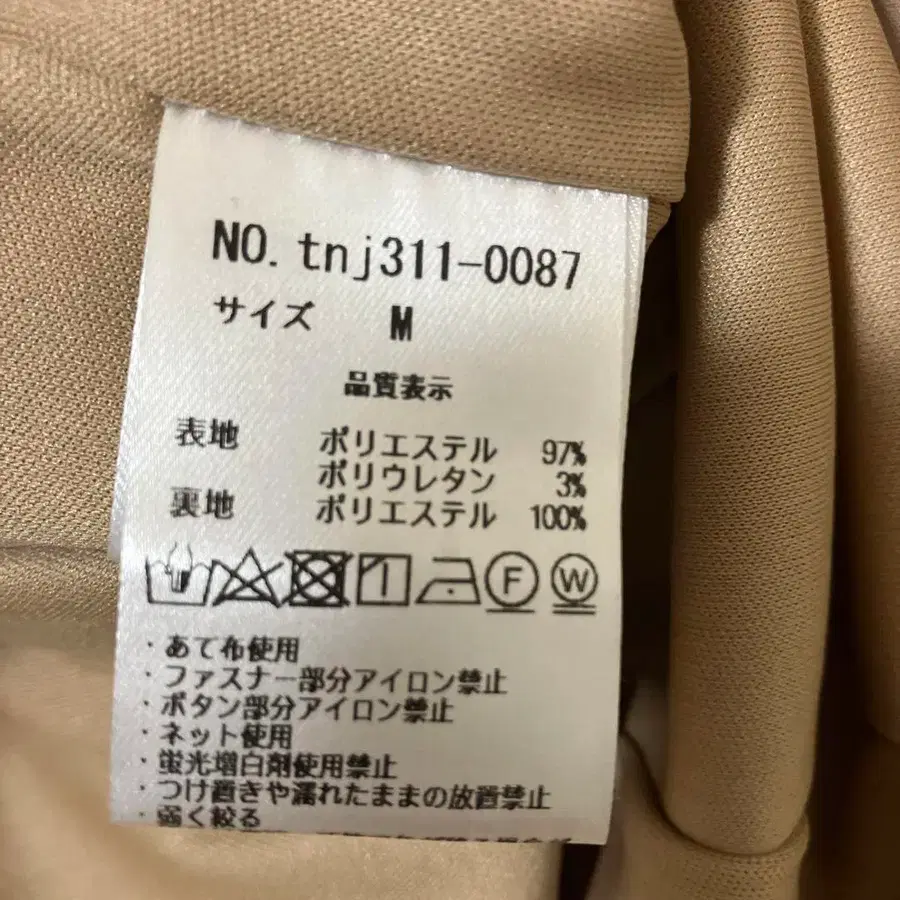 NO. tnj311-0087
サイズ M
品質表示
表地 ポリエステル 97%
ポリウレタン 3%
裏地 ポリエステル 100%
F W
・あて布使用
・ファスナー部分アイロン禁止
・ボタン部分アイロン禁止
・ネット使用
・蛍光増白剤使用禁止
・つけ置きや濡れたままの放置禁止
・弱く絞る